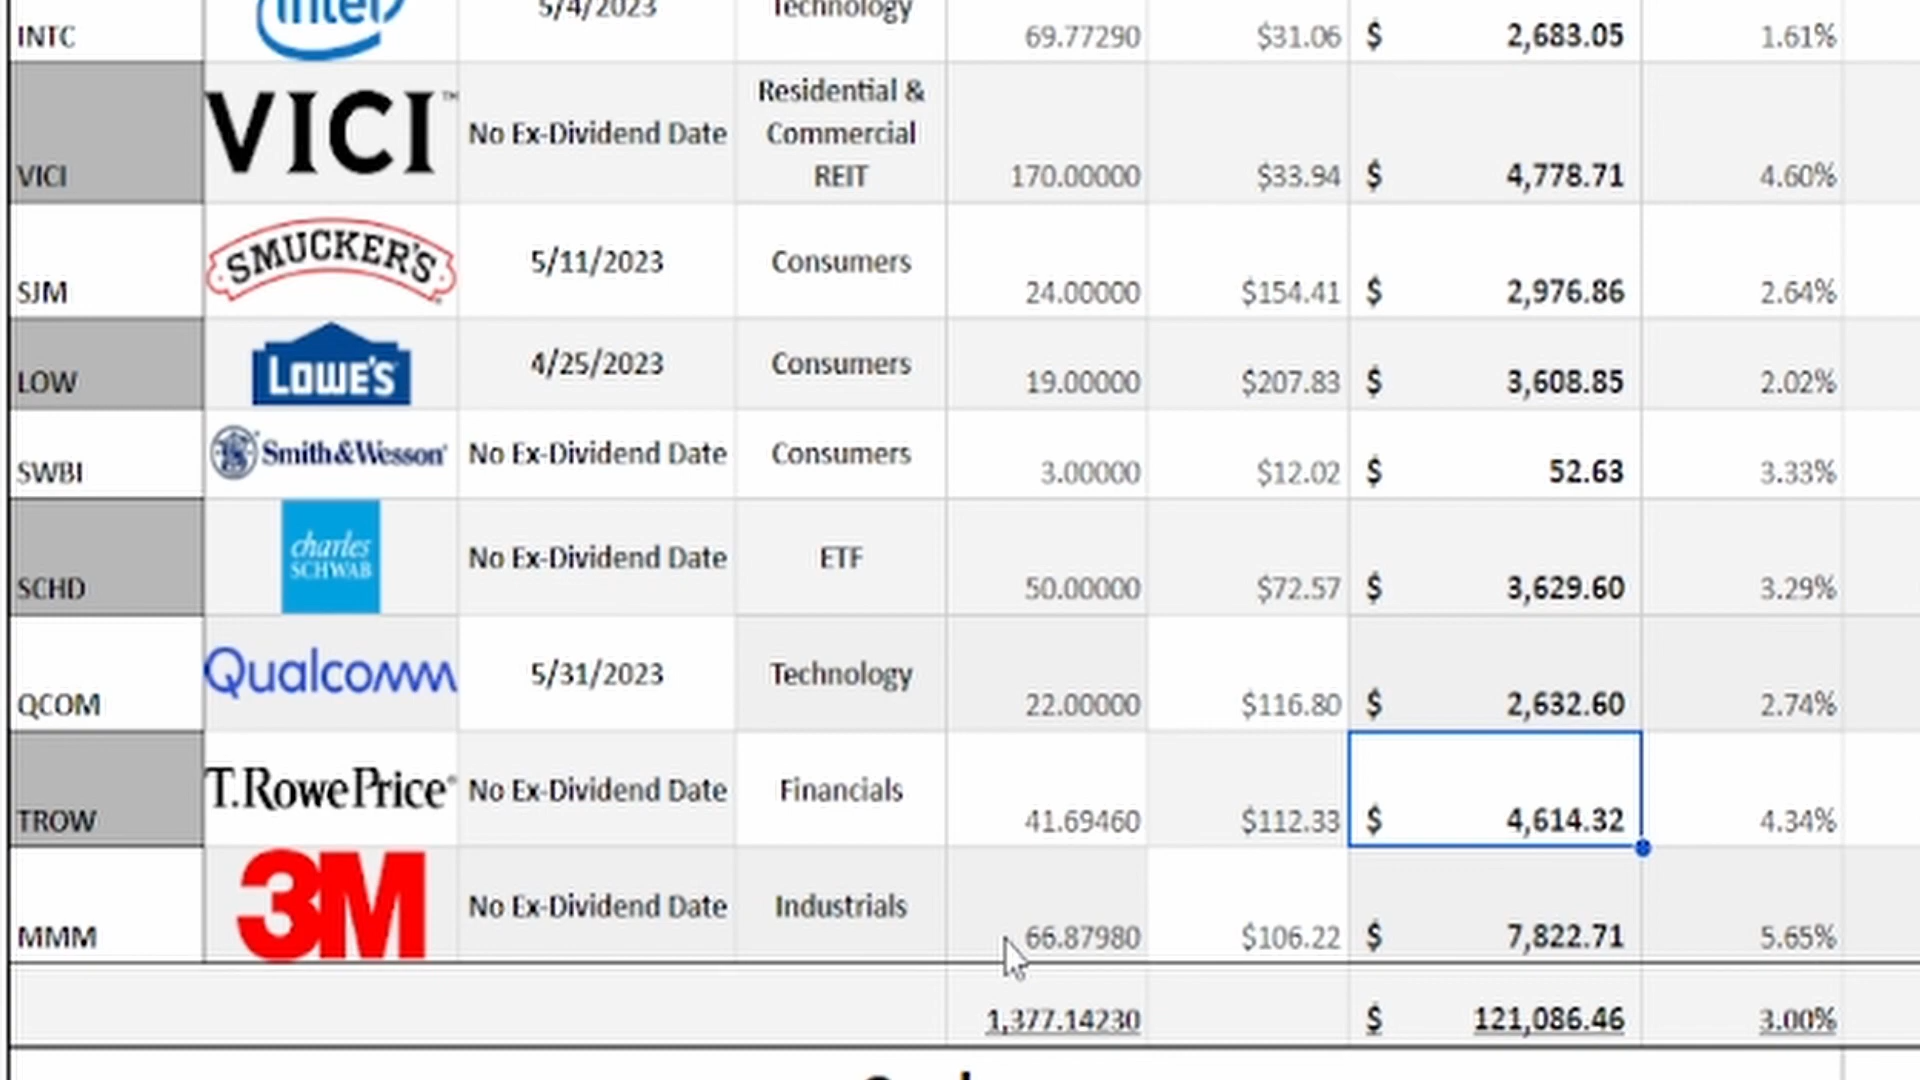 INTC intel 5/4/2023 Technology 69.77290 $31.06 $ 2,683.05 1.61%
VICI VICI™ No Ex-Dividend Date Residential &
Commercial
REIT 170.00000 $33.94 $ 4,778.71 4.60%
SJM SMUCKER'S 5/11/2023 Consumers 24.00000 $154.41 $ 2,976.86 2.64%
LOW LOWE'S 4/25/2023 Consumers 19.00000 $207.83 $ 3,608.85 2.02%
SWBI Smith&Wesson No Ex-Dividend Date Consumers 3.00000 $12.02 $ 52.63 3.33%
SCHD charles
SCHWAB No Ex-Dividend Date ETF 50.00000 $72.57 $ 3,629.60 3.29%
QCOM Qualcomm 5/31/2023 Technology 22.00000 $116.80 $ 2,632.60 2.74%
TROW T.RowePrice No Ex-Dividend Date Financials 41.69460 $112.33 $ 4,614.32 4.34%
MMM 3M No Ex-Dividend Date Industrials 66.87980 $106.22 $ 7,822.71 5.65%
1,377.14230 $ 121,086.46 3.00%